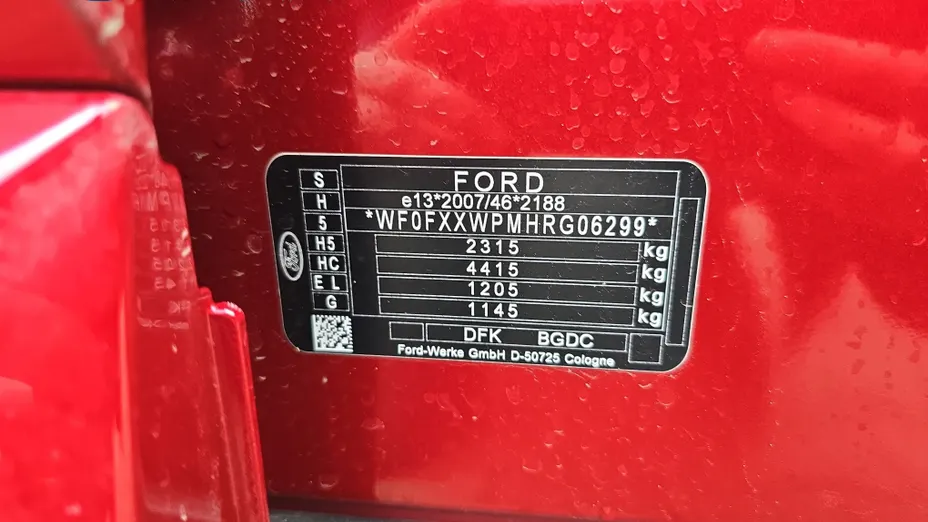 S FORD
H e13*2007/46*2188
5 *WF0FXXWPMHRG06299*
H5 2315 kg
HC 4415 kg
E L 1205 kg
G 1145 kg
Ford
DFK BGDC
Ford-Werke GmbH D-50725 Cologne